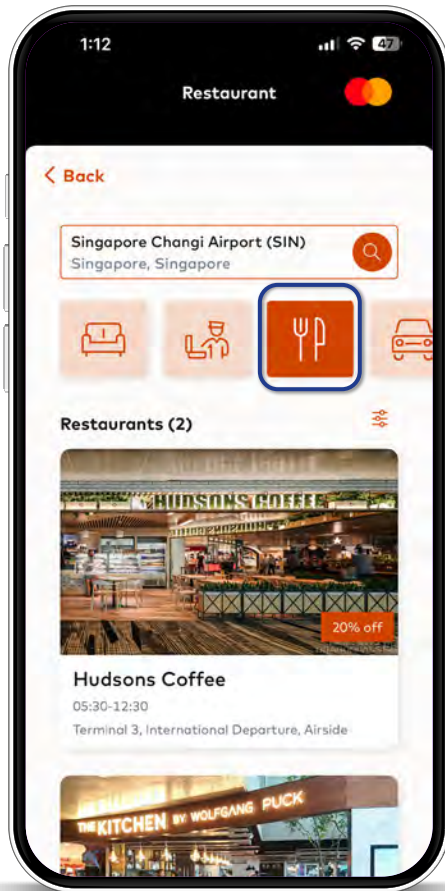 1:12
47
Restaurant
Back
Singapore Changi Airport (SIN)
Singapore, Singapore
Restaurants (2)
HUDSONS COFFEE
20% off
Hudsons Coffee
05:30-12:30
Terminal 3, International Departure, Airside
THE KITCHEN BY WOLFGANG PUCK